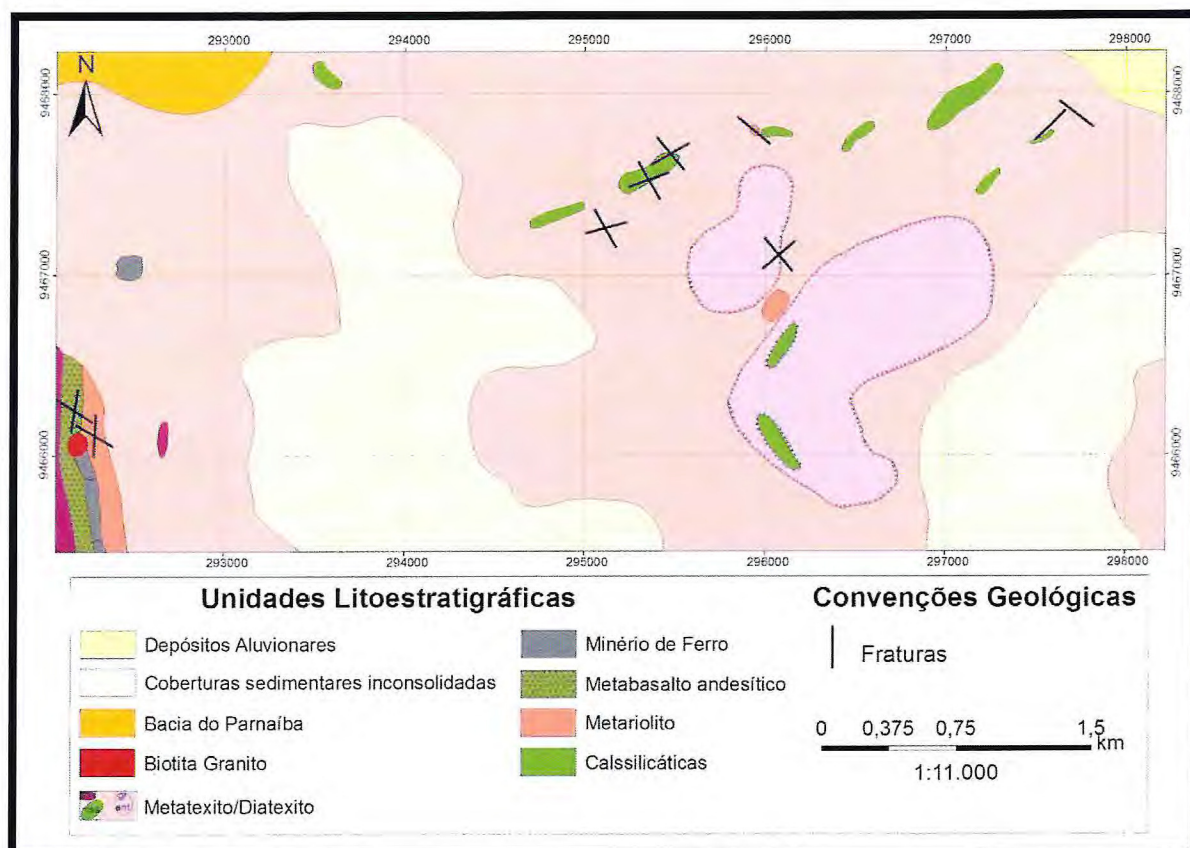 293000 294000 295000 296000 297000 298000
N
9468000 9468000
9467000 9467000
9466000 9466000
293000 294000 295000 296000 297000 298000
Unidades Litoestratigráficas
Depósitos Aluvionares
Coberturas sedimentares inconsolidadas
Bacia do Parnaíba
Biotita Granito
Metatexito/Diatexito
Minério de Ferro
Metabasalto andesítico
Metariolito
Calssilicáticas
Convenções Geológicas
Fraturas
0 0,375 0,75 1,5
km
1:11.000